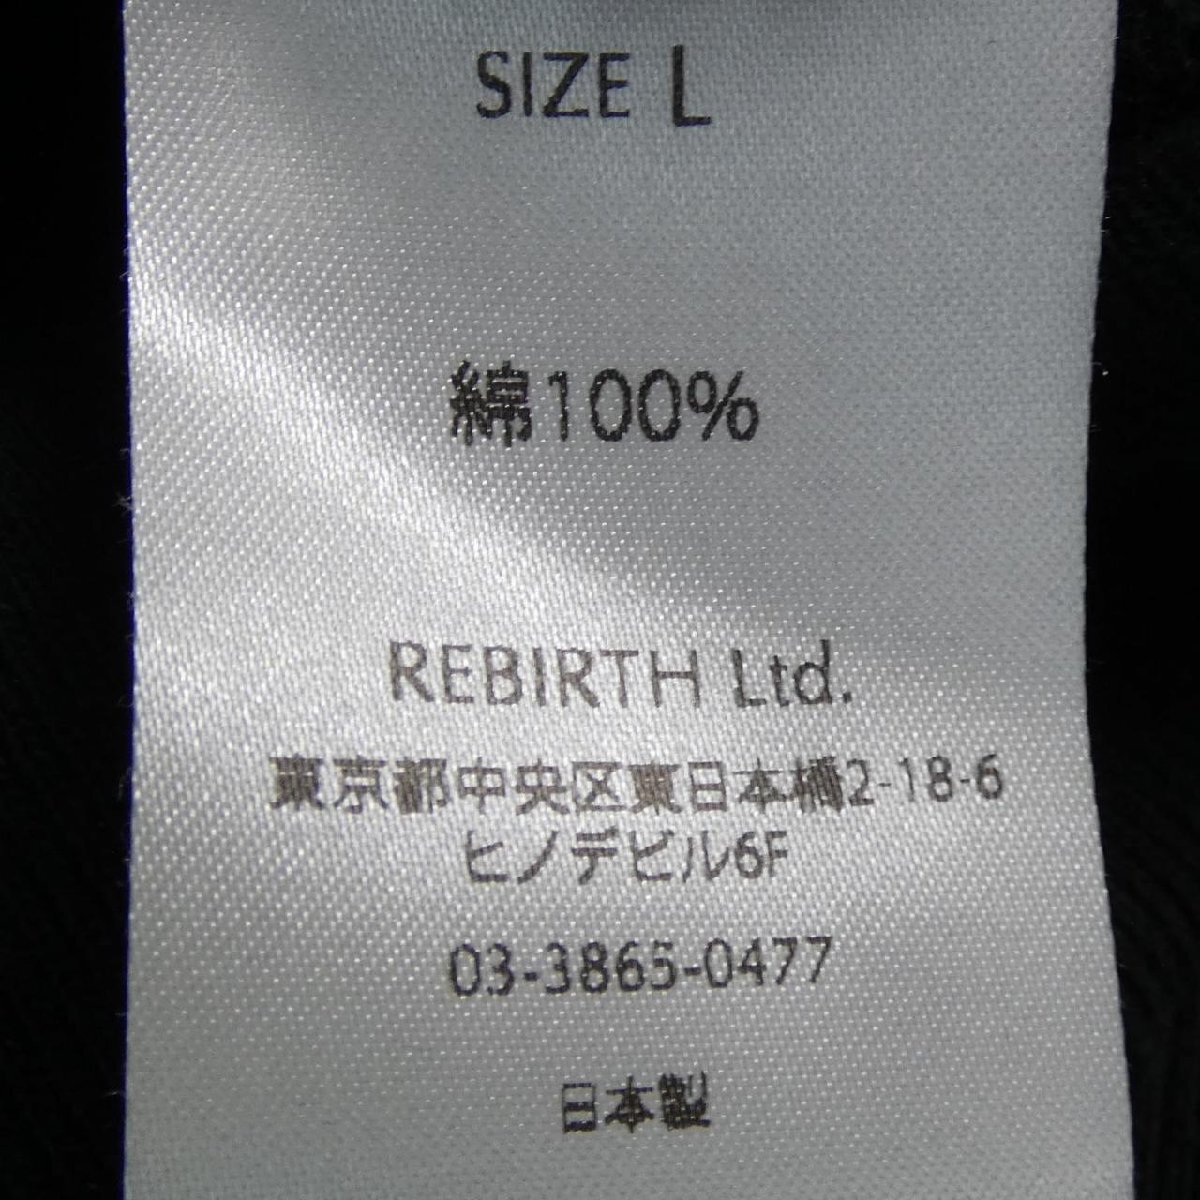 SIZE L
綿100%
REBIRTH Ltd.
東京都中央区東日本橋2-18-6
ヒノデビル6F
03-3865-0477
日本製